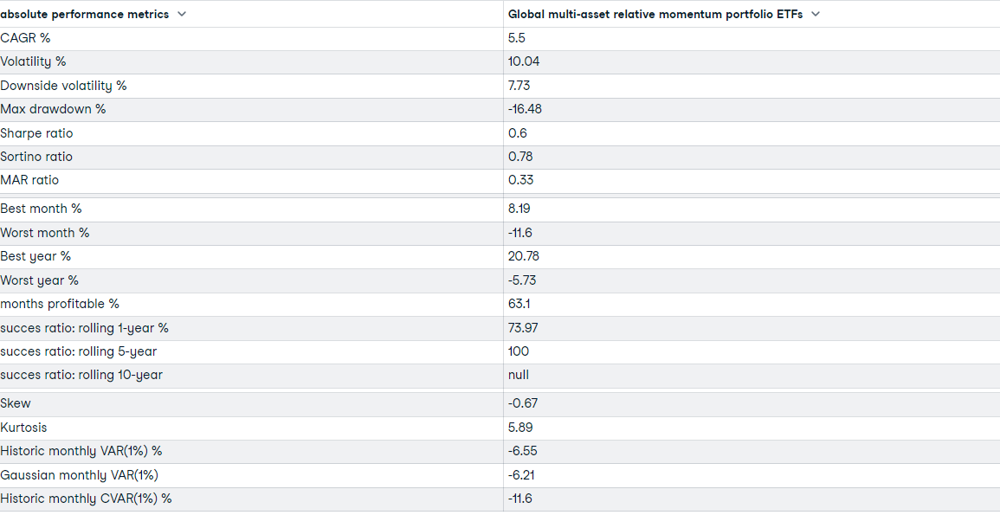 absolute performance metrics Global multi-asset relative momentum portfolio ETFs
CAGR % 5.5
Volatility % 10.04
Downside volatility % 7.73
Max drawdown % -16.48
Sharpe ratio 0.6
Sortino ratio 0.78
MAR ratio 0.33
Best month % 8.19
Worst month % -11.6
Best year % 20.78
Worst year % -5.73
months profitable % 63.1
succes ratio: rolling 1-year % 73.97
succes ratio: rolling 5-year 100
succes ratio: rolling 10-year null
Skew -0.67
Kurtosis 5.89
Historic monthly VAR(1%) % -6.55
Gaussian monthly VAR(1%) -6.21
Historic monthly CVAR(1%) % -11.6